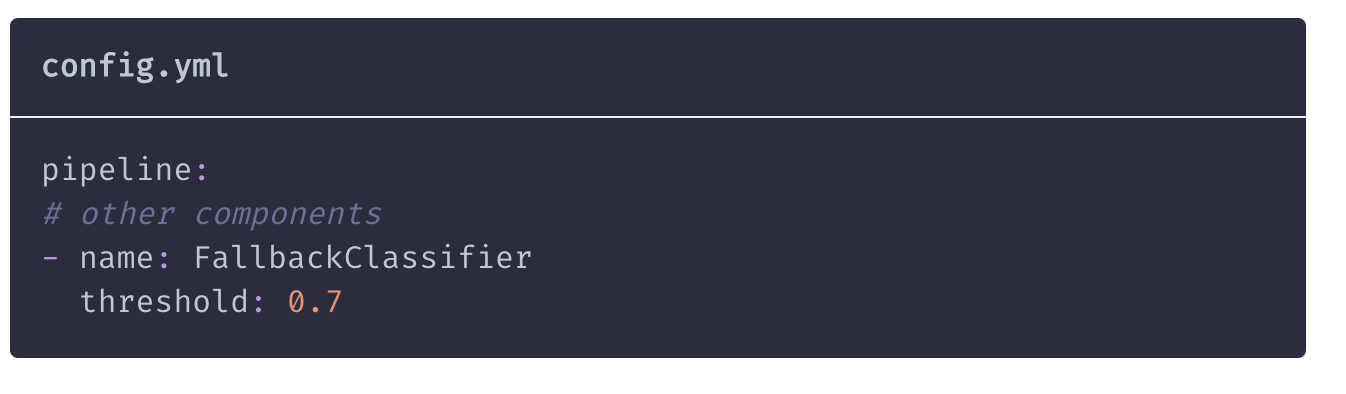 config.yml
pipeline:
# other components
- name: FallbackClassifier
  threshold: 0.7